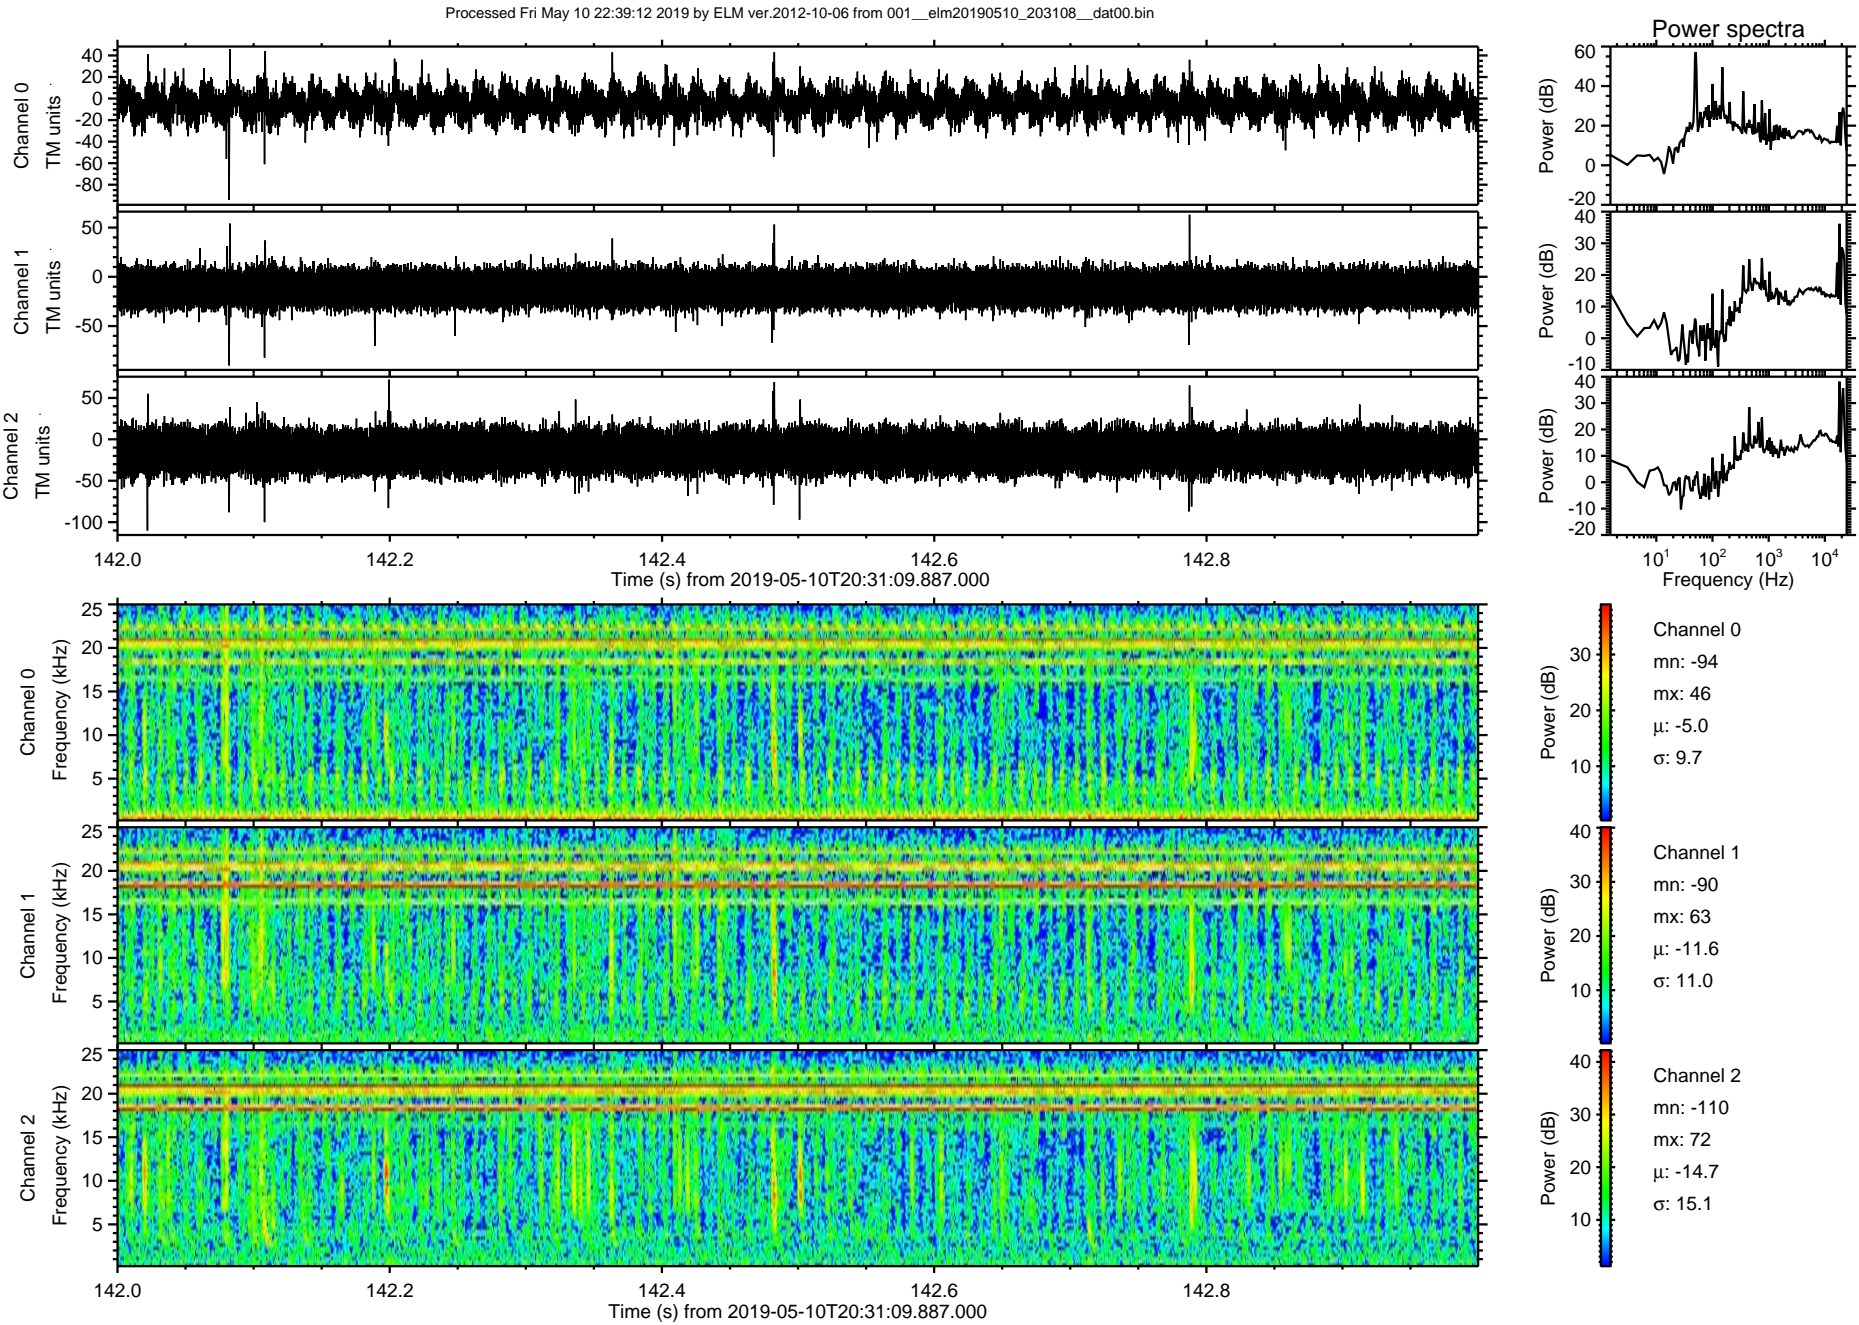 Processed Fri May 10 22:39:12 2019 by ELM ver.2012-10-06 from 001__elm20190510_203108__dat00.bin
Power spectra
Channel 0
TM units
40
20
0
-20
-40
-60
-80
Power (dB)
60
40
20
0
-20
Channel 1
TM units
50
0
-50
Power (dB)
40
30
20
10
0
-10
Channel 2
TM units
50
0
-50
-100
Power (dB)
40
30
20
10
0
-10
-20
142.0 142.2 142.4 142.6 142.8
Time (s) from 2019-05-10T20:31:09.887.000
10^1 10^2 10^3 10^4
Frequency (Hz)
Channel 0
Frequency (kHz)
25
20
15
10
5
Power (dB)
30
20
10
Channel 0
mn: -94
mx: 46
μ: -5.0
σ: 9.7
Channel 1
Frequency (kHz)
25
20
15
10
5
Power (dB)
40
30
20
10
Channel 1
mn: -90
mx: 63
μ: -11.6
σ: 11.0
Channel 2
Frequency (kHz)
25
20
15
10
5
Power (dB)
40
30
20
10
Channel 2
mn: -110
mx: 72
μ: -14.7
σ: 15.1
142.0 142.2 142.4 142.6 142.8
Time (s) from 2019-05-10T20:31:09.887.000